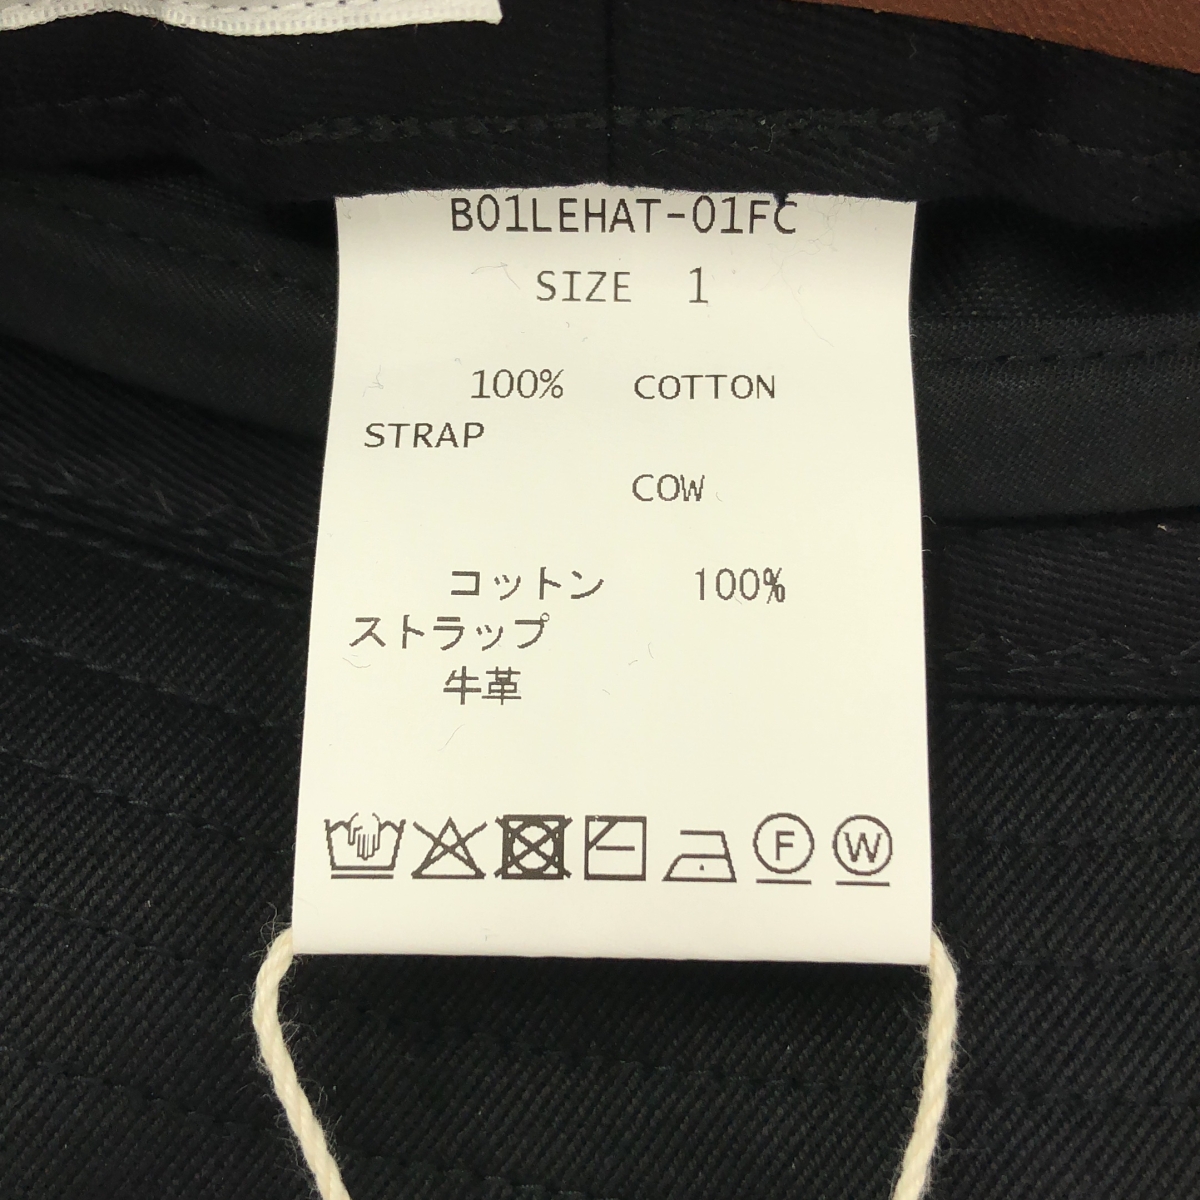 B01LEHAT-01FC
SIZE 1
100% COTTON
STRAP
COW
コットン 100%
ストラップ
牛革
F W